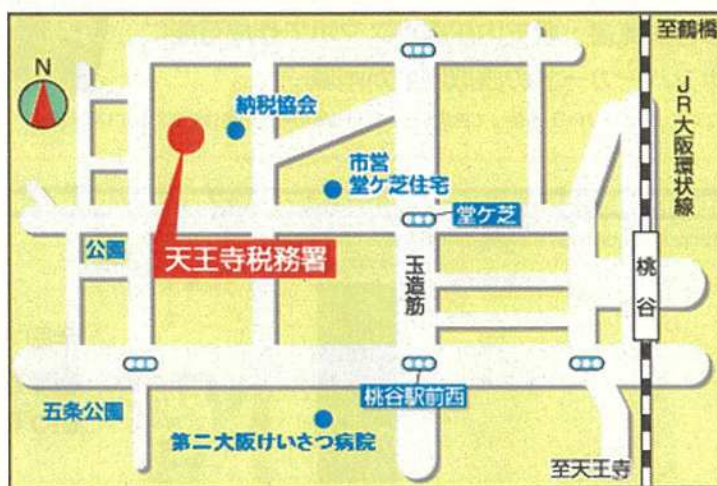 至鶴橋
N
JR大阪環状線
納税協会
市営
堂ケ芝住宅
堂ケ芝
公園
天王寺税務署
玉造筋
桃谷
桃谷駅前西
五条公園
第二大阪けいさつ病院
至天王寺